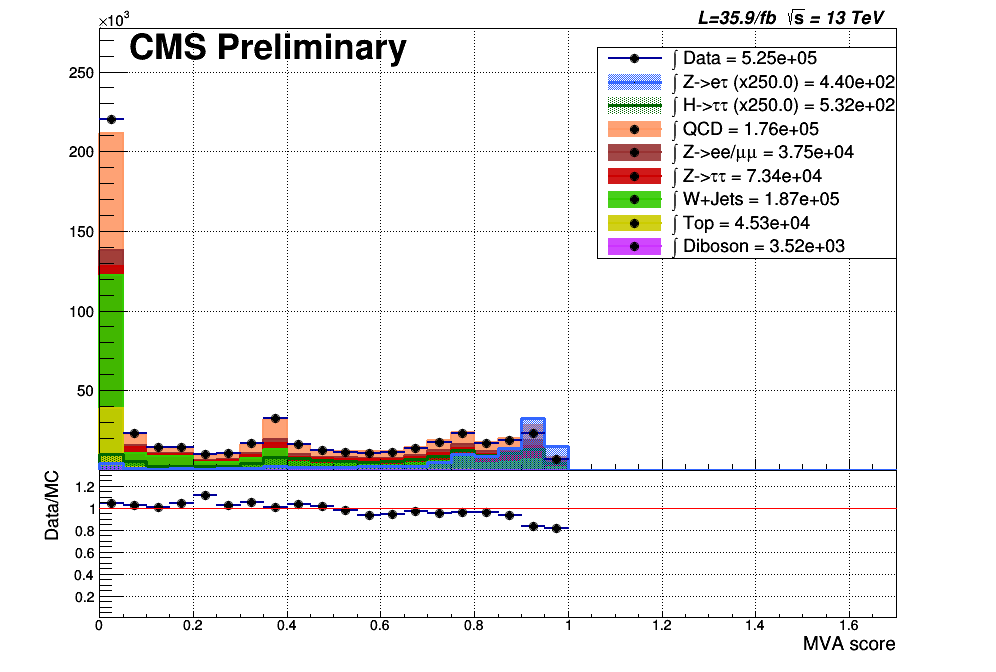 ×10³
L=35.9/fb √s = 13 TeV
CMS Preliminary
∫ Data = 5.25e+05
∫ Z->eτ (x250.0) = 4.40e+02
∫ H->ττ (x250.0) = 5.32e+02
∫ QCD = 1.76e+05
∫ Z->ee/μμ = 3.75e+04
∫ Z->ττ = 7.34e+04
∫ W+Jets = 1.87e+05
∫ Top = 4.53e+04
∫ Diboson = 3.52e+03
250
200
150
100
50
Data/MC
1.2
1
0.8
0.6
0.4
0.2
0 0.2 0.4 0.6 0.8 1 1.2 1.4 1.6
MVA score